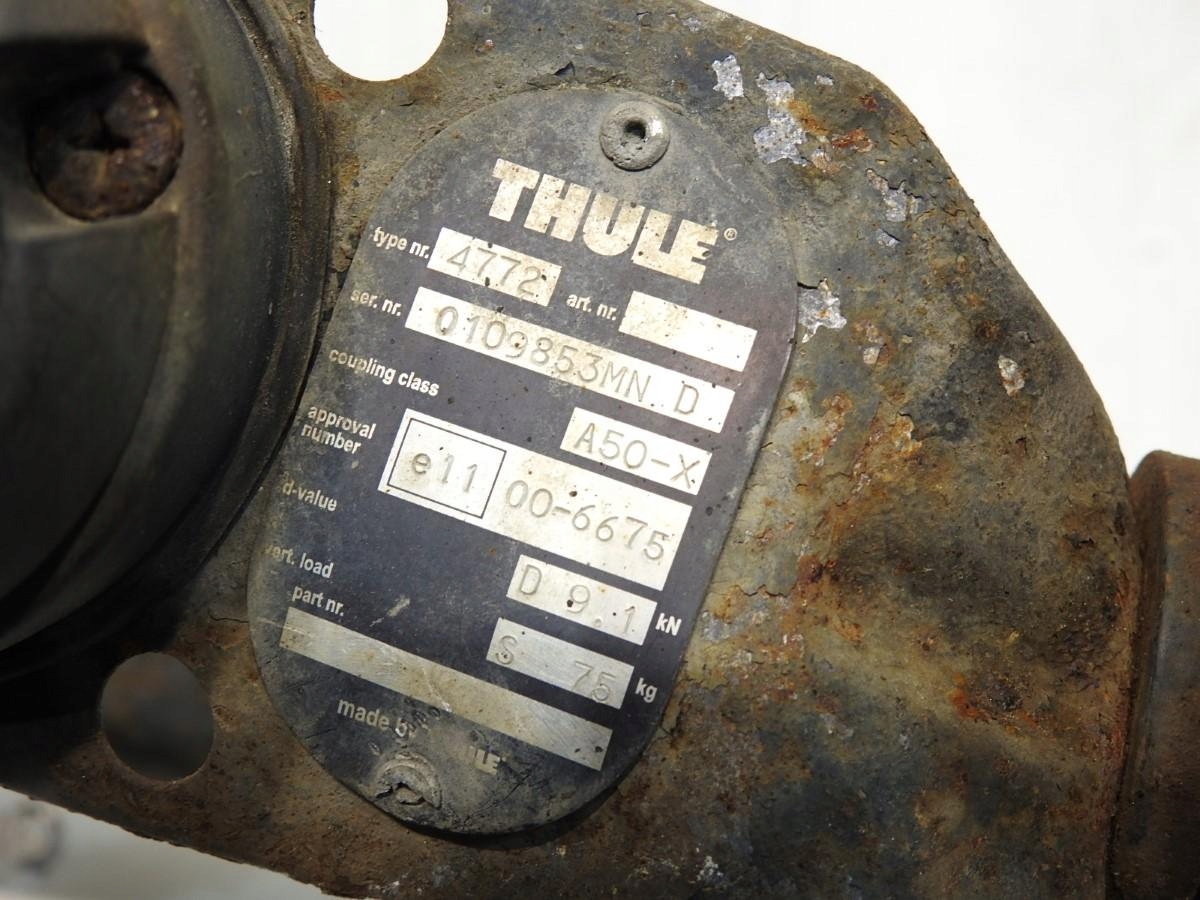 THULE®
type nr. 4772 art. nr.
ser. nr. 0109853MN D
coupling class A50-X
approval number e11 00-6675
d-value D 9.1 kN
vert. load S 75 kg
part nr.
made by